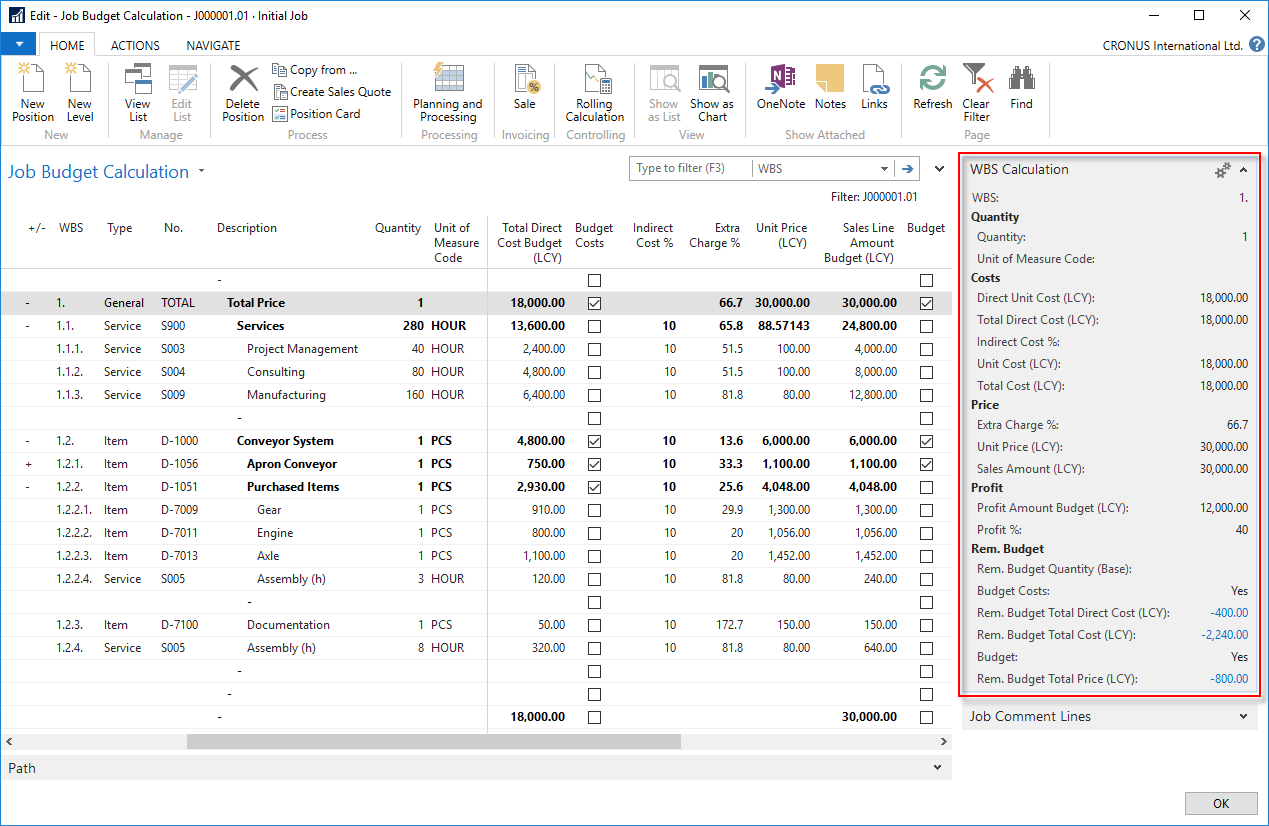 Edit - Job Budget Calculation - J000001.01 · Initial Job
HOME ACTIONS NAVIGATE CRONUS International Ltd. ?
New Position New Level View List Edit List Delete Position Copy from ... Create Sales Quote Position Card Planning and Processing Sale Rolling Calculation Show as List Show as Chart OneNote Notes Links Refresh Clear Filter Find
New Manage Process Processing Invoicing Controlling View Show Attached Page
Job Budget Calculation Type to filter (F3) WBS
Filter: J000001.01
+/- WBS Type No. Description Quantity Unit of Measure Code Total Direct Cost Budget (LCY) Budget Costs Indirect Cost % Extra Charge % Unit Price (LCY) Sales Line Amount Budget (LCY) Budget
-
- 1. General TOTAL Total Price 1 18,000.00 66.7 30,000.00 30,000.00
- 1.1. Service S900 Services 280 HOUR 13,600.00 10 65.8 88.57143 24,800.00
1.1.1. Service S003 Project Management 40 HOUR 2,400.00 10 51.5 100.00 4,000.00
1.1.2. Service S004 Consulting 80 HOUR 4,800.00 10 51.5 100.00 8,000.00
1.1.3. Service S009 Manufacturing 160 HOUR 6,400.00 10 81.8 80.00 12,800.00
-
- 1.2. Item D-1000 Conveyor System 1 PCS 4,800.00 10 13.6 6,000.00 6,000.00
+ 1.2.1. Item D-1056 Apron Conveyor 1 PCS 750.00 10 33.3 1,100.00 1,100.00
- 1.2.2. Item D-1051 Purchased Items 1 PCS 2,930.00 10 25.6 4,048.00 4,048.00
1.2.2.1. Item D-7009 Gear 1 PCS 910.00 10 29.9 1,300.00 1,300.00
1.2.2.2. Item D-7011 Engine 1 PCS 800.00 10 20 1,056.00 1,056.00
1.2.2.3. Item D-7013 Axle 1 PCS 1,100.00 10 20 1,452.00 1,452.00
1.2.2.4. Service S005 Assembly (h) 3 HOUR 120.00 10 81.8 80.00 240.00
-
1.2.3. Item D-7100 Documentation 1 PCS 50.00 10 172.7 150.00 150.00
1.2.4. Service S005 Assembly (h) 8 HOUR 320.00 10 81.8 80.00 640.00
-
-
- 18,000.00 30,000.00
Path
WBS Calculation
WBS: 1.
Quantity
Quantity: 1
Unit of Measure Code:
Costs
Direct Unit Cost (LCY): 18,000.00
Total Direct Cost (LCY): 18,000.00
Indirect Cost %:
Unit Cost (LCY): 18,000.00
Total Cost (LCY): 18,000.00
Price
Extra Charge %: 66.7
Unit Price (LCY): 30,000.00
Sales Amount (LCY): 30,000.00
Profit
Profit Amount Budget (LCY): 12,000.00
Profit %: 40
Rem. Budget
Rem. Budget Quantity (Base):
Budget Costs: Yes
Rem. Budget Total Direct Cost (LCY): -400.00
Rem. Budget Total Cost (LCY): -2,240.00
Budget: Yes
Rem. Budget Total Price (LCY): -800.00
Job Comment Lines
OK